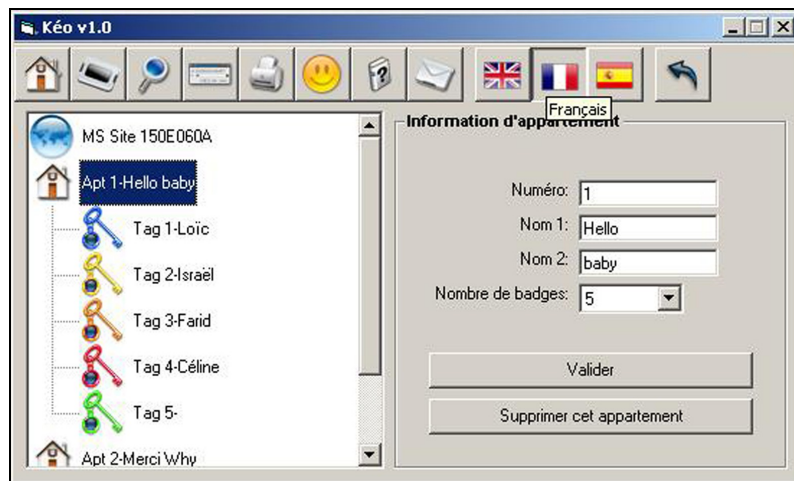 Kéo v1.0
Français
MS Site 150E060A
Apt 1-Hello baby
Tag 1-Loïc
Tag 2-Israël
Tag 3-Farid
Tag 4-Céline
Tag 5-
Apt 2-Merci Why
Information d'appartement
Numéro: 1
Nom 1: Hello
Nom 2: baby
Nombre de badges: 5
Valider
Supprimer cet appartement